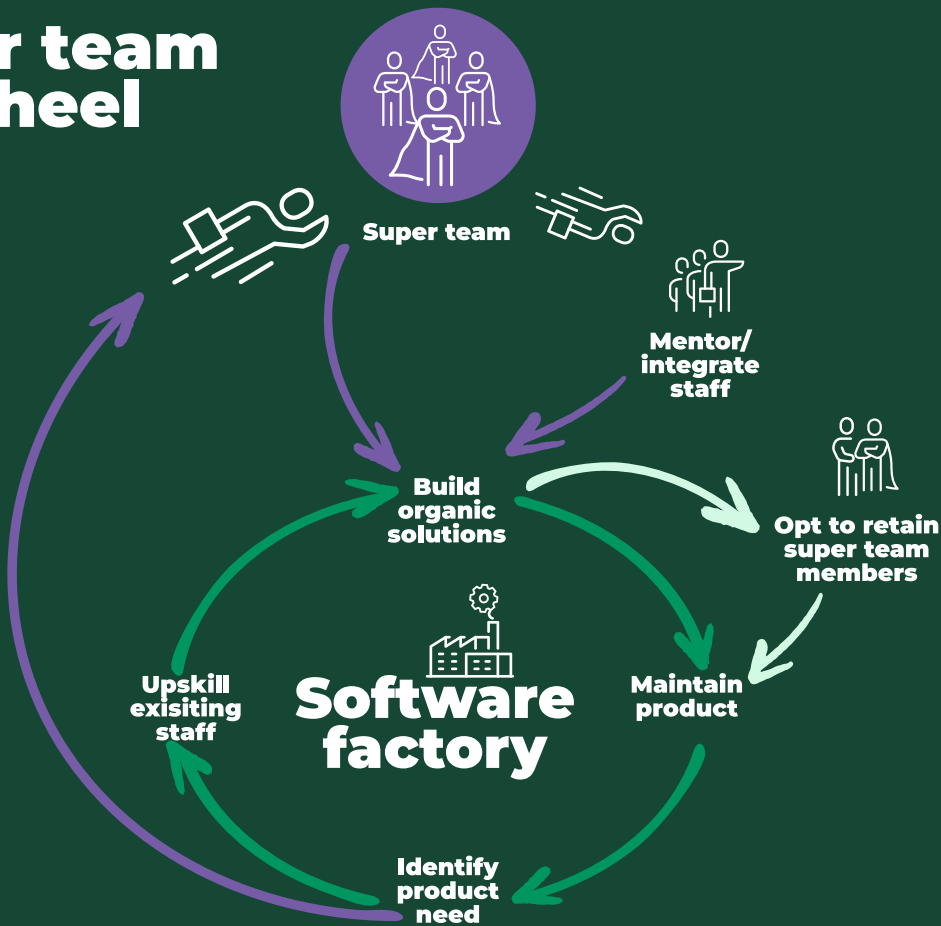 r team
heel
Super team
Mentor/
integrate
staff
Build
organic
solutions
Opt to retain
super team
members
Upskill
exisiting
staff
Software
factory
Maintain
product
Identify
product
need